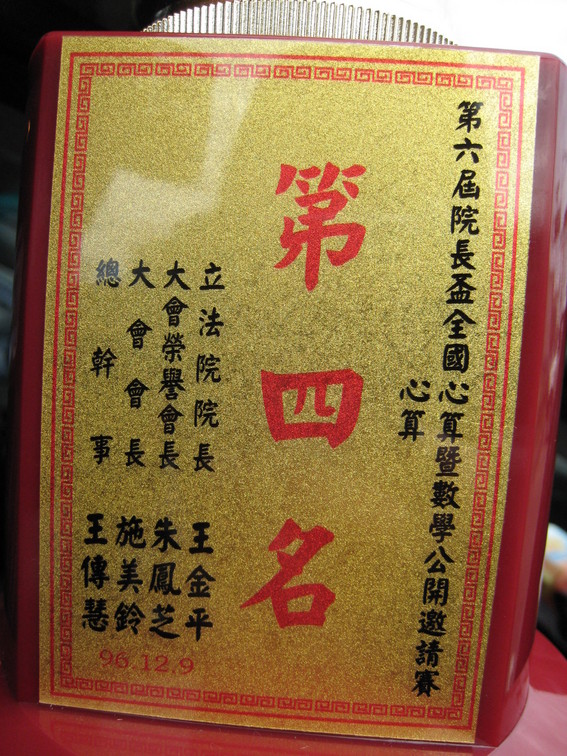 第六屆院長盃全國心算暨數學公開邀請賽
心算
第四名
立法院院長 王金平
大會榮譽會長 朱鳳芝
大會會長 施美鈴
總幹事 王傳慧
96.12.9